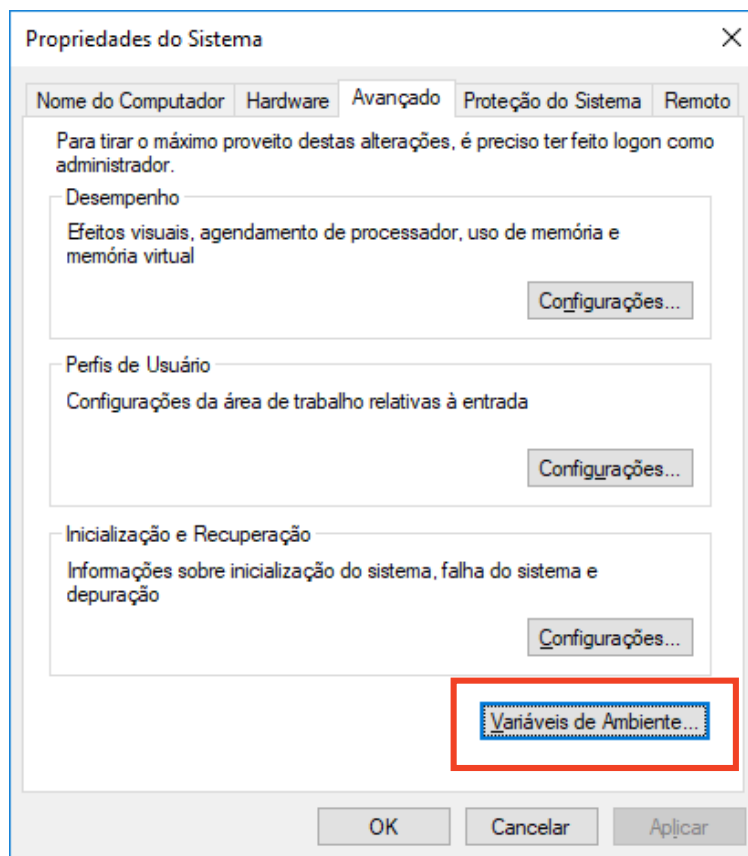 Propriedades do Sistema
Nome do Computador Hardware Avançado Proteção do Sistema Remoto
Para tirar o máximo proveito destas alterações, é preciso ter feito logon como
administrador.
Desempenho
Efeitos visuais, agendamento de processador, uso de memória e
memória virtual
Configurações...
Perfis de Usuário
Configurações da área de trabalho relativas à entrada
Configurações...
Inicialização e Recuperação
Informações sobre inicialização do sistema, falha do sistema e
depuração
Configurações...
Variáveis de Ambiente...
OK Cancelar Aplicar